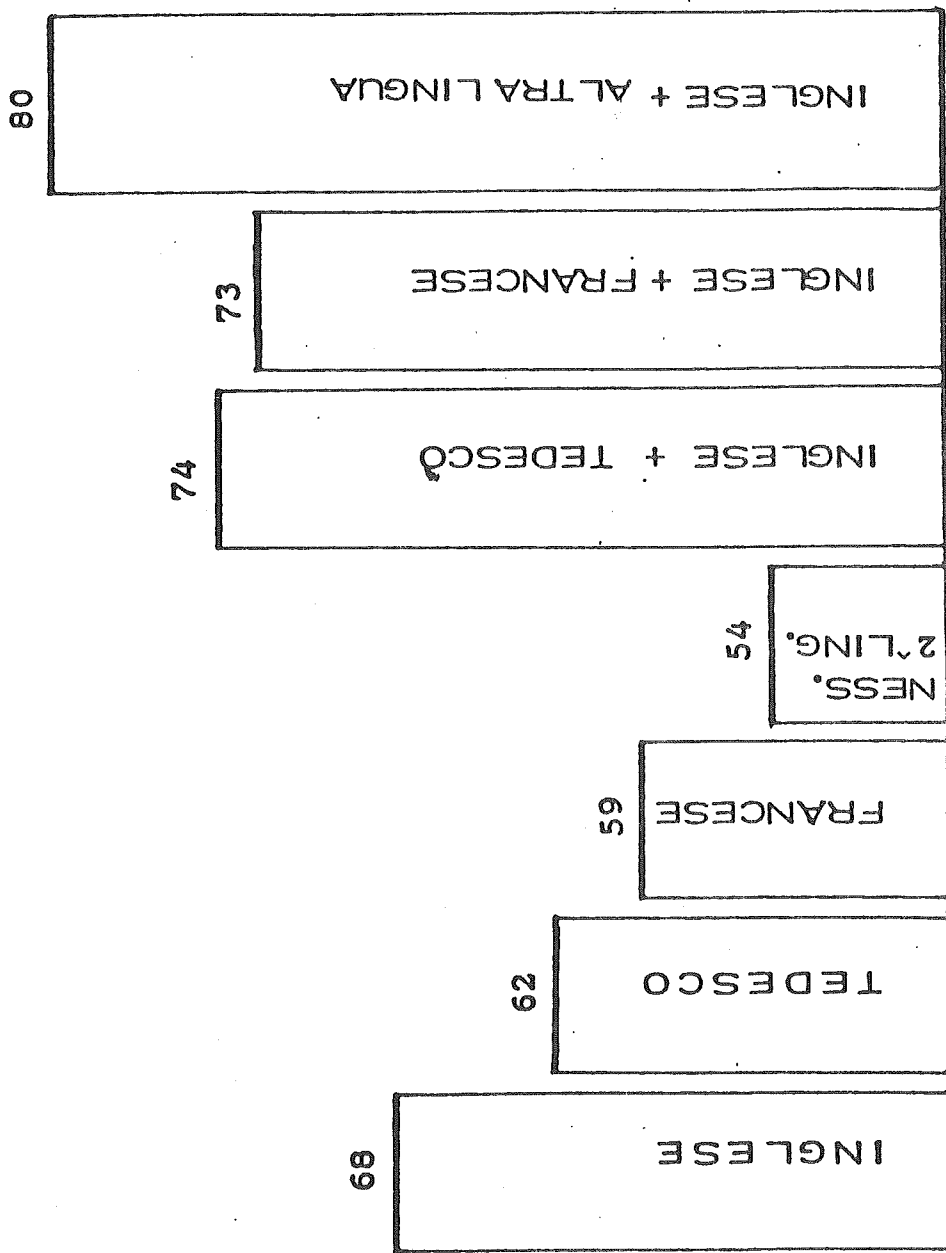 68
INGLESE
62
TEDESCO
59
FRANCESE
54
NESS.
2^LING.
74
INGLESE + TEDESCO
73
INGLESE + FRANCESE
80
INGLESE + ALTRA LINGUA